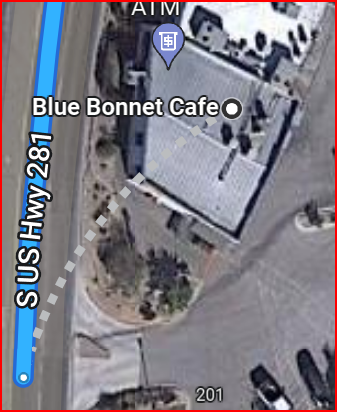 ATM
Blue Bonnet Cafe
S US Hwy 281
201